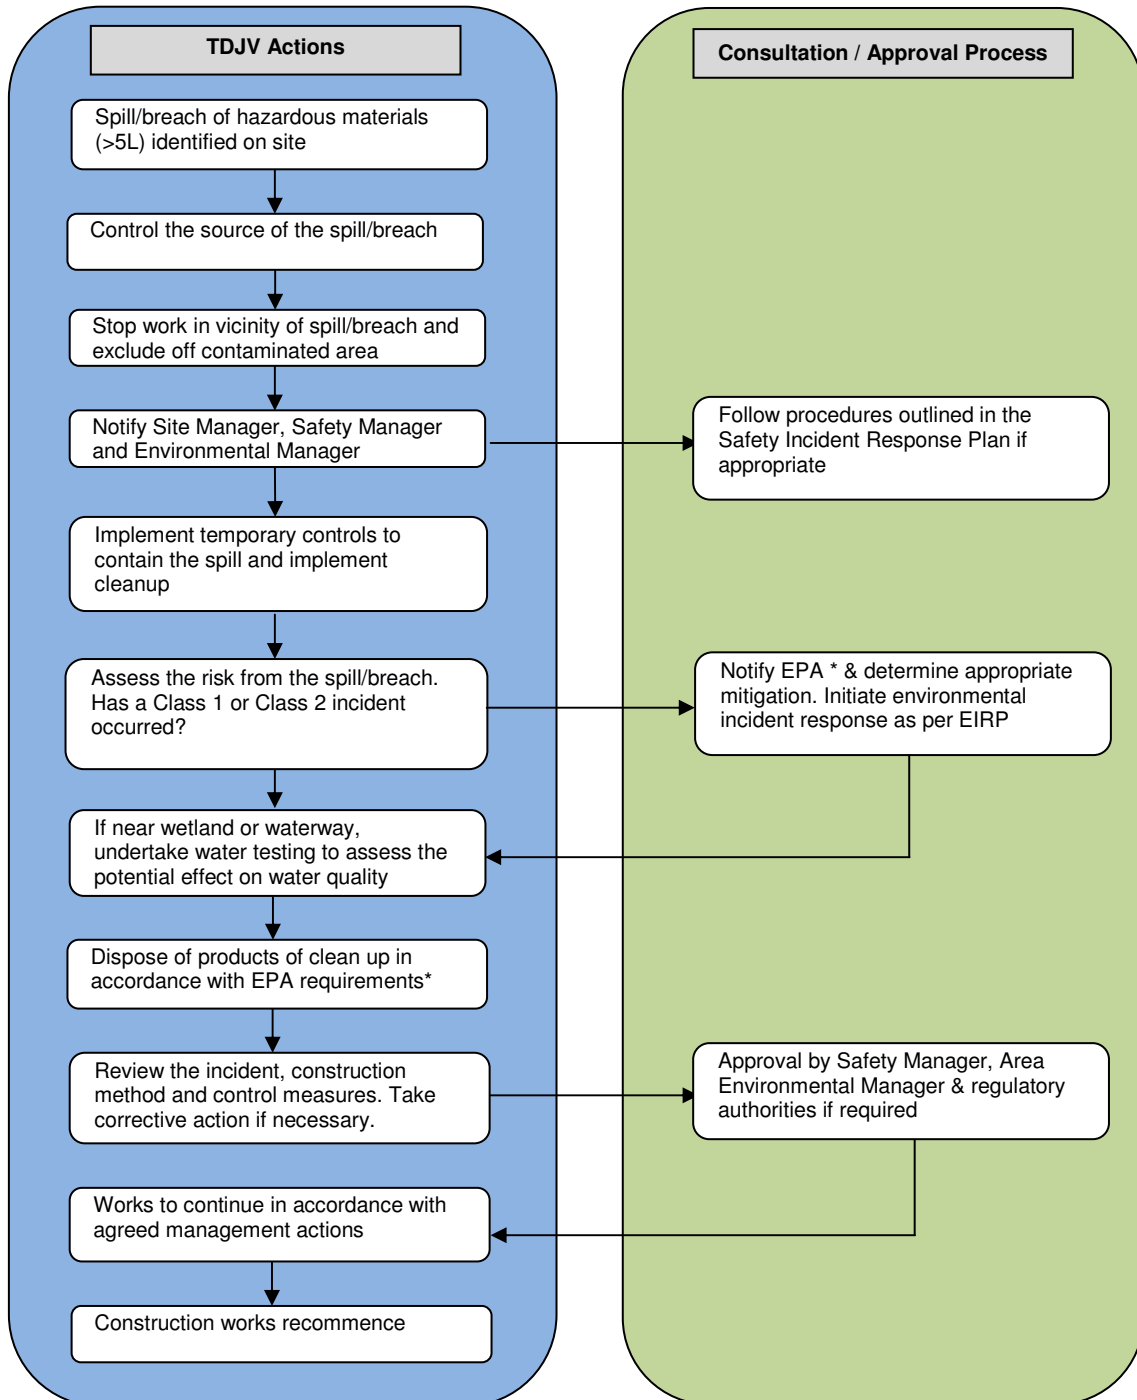 TDJV Actions
Consultation / Approval Process
Spill/breach of hazardous materials
(>5L) identified on site
Control the source of the spill/breach
Stop work in vicinity of spill/breach and
exclude off contaminated area
Notify Site Manager, Safety Manager
and Environmental Manager
Follow procedures outlined in the
Safety Incident Response Plan if
appropriate
Implement temporary controls to
contain the spill and implement
cleanup
Assess the risk from the spill/breach.
Has a Class 1 or Class 2 incident
occurred?
Notify EPA * & determine appropriate
mitigation. Initiate environmental
incident response as per EIRP
If near wetland or waterway,
undertake water testing to assess the
potential effect on water quality
Dispose of products of clean up in
accordance with EPA requirements*
Review the incident, construction
method and control measures. Take
corrective action if necessary.
Approval by Safety Manager, Area
Environmental Manager & regulatory
authorities if required
Works to continue in accordance with
agreed management actions
Construction works recommence